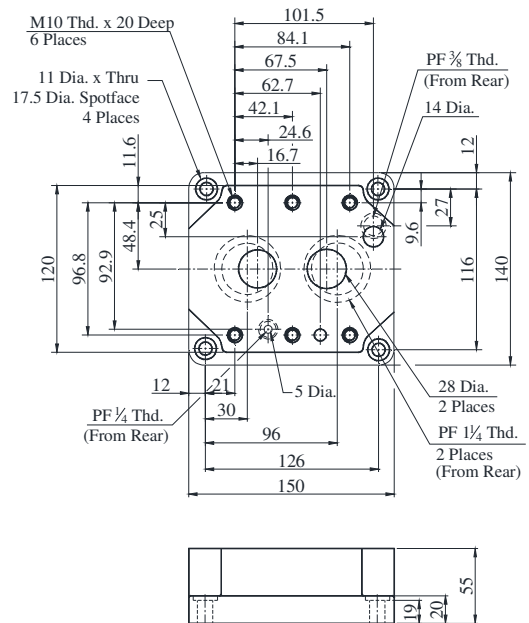 101.5
M10 Thd. x 20 Deep
6 Places
84.1
67.5
PF 3⁄8 Thd.
(From Rear)
11 Dia. x Thru
17.5 Dia. Spotface
4 Places
62.7
42.1
14 Dia.
24.6
16.7
12
11.6
25
48.4
27
9.6
120
96.8
92.9
116
140
12
21
5 Dia.
28 Dia.
2 Places
PF 1⁄4 Thd.
(From Rear)
30
96
PF 1 1⁄4 Thd.
2 Places
(From Rear)
126
150
55
19
20